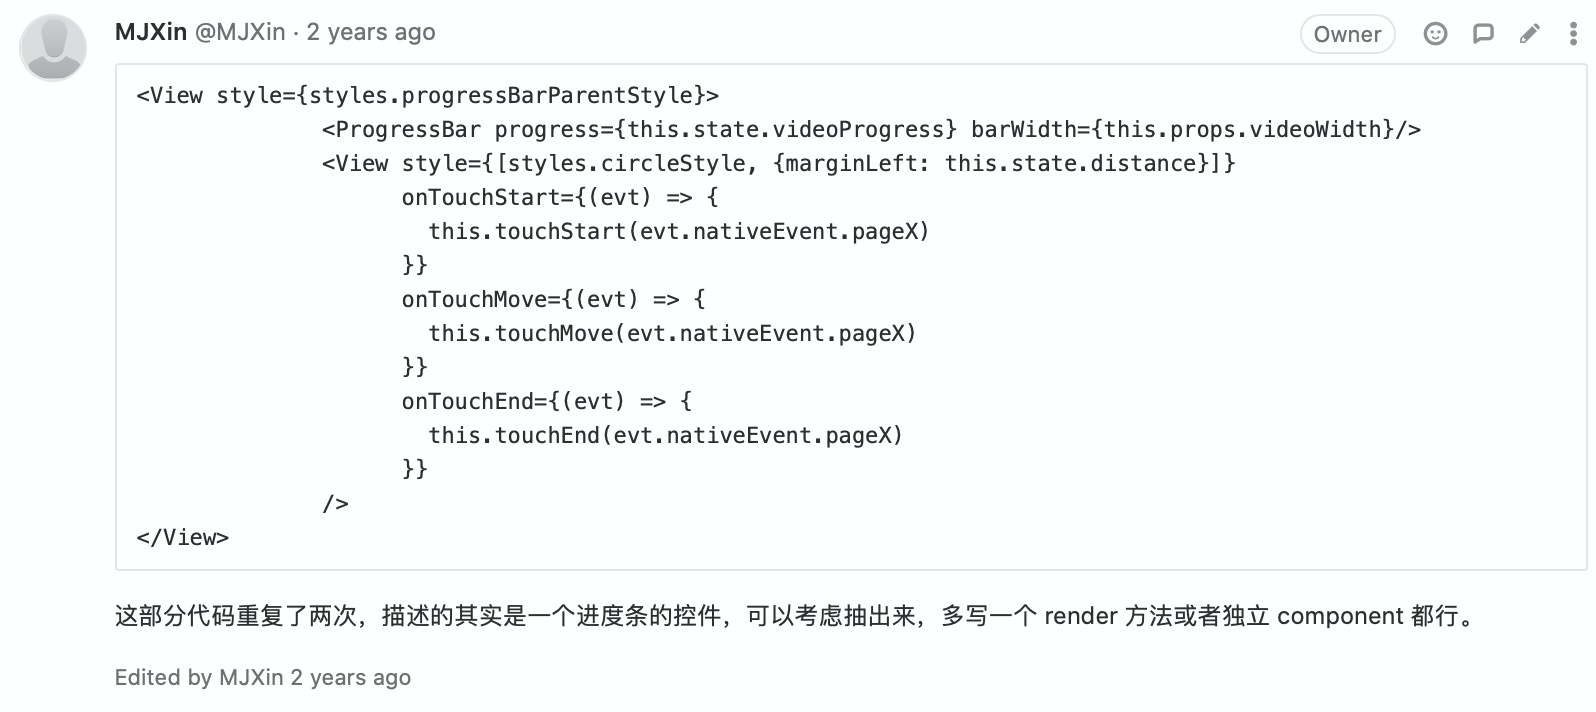 MJXin @MJXin · 2 years ago
Owner
<View style={styles.progressBarParentStyle}>
              <ProgressBar progress={this.state.videoProgress} barWidth={this.props.videoWidth}/>
              <View style={[styles.circleStyle, {marginLeft: this.state.distance}]}
                    onTouchStart={(evt) => {
                      this.touchStart(evt.nativeEvent.pageX)
                    }}
                    onTouchMove={(evt) => {
                      this.touchMove(evt.nativeEvent.pageX)
                    }}
                    onTouchEnd={(evt) => {
                      this.touchEnd(evt.nativeEvent.pageX)
                    }}
              />
</View>
这部分代码重复了两次，描述的其实是一个进度条的控件，可以考虑抽出来，多写一个 render 方法或者独立 component 都行。
Edited by MJXin 2 years ago